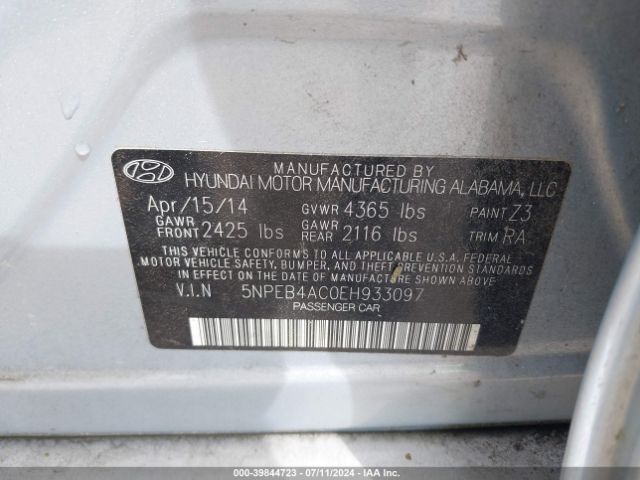 MANUFACTURED BY
HYUNDAI MOTOR MANUFACTURING ALABAMA, LLC
Apr/15/14 GVWR 4365 lbs PAINT Z3
GAWR FRONT 2425 lbs GAWR REAR 2116 lbs TRIM RA
THIS VEHICLE CONFORMS TO ALL APPLICABLE U.S.A. FEDERAL
MOTOR VEHICLE SAFETY, BUMPER, AND THEFT PREVENTION STANDARDS
IN EFFECT ON THE DATE OF MANUFACTURE SHOWN ABOVE.
V.I.N 5NPEB4AC0EH933097
PASSENGER CAR
000-39844723 - 07/11/2024 - IAA Inc.